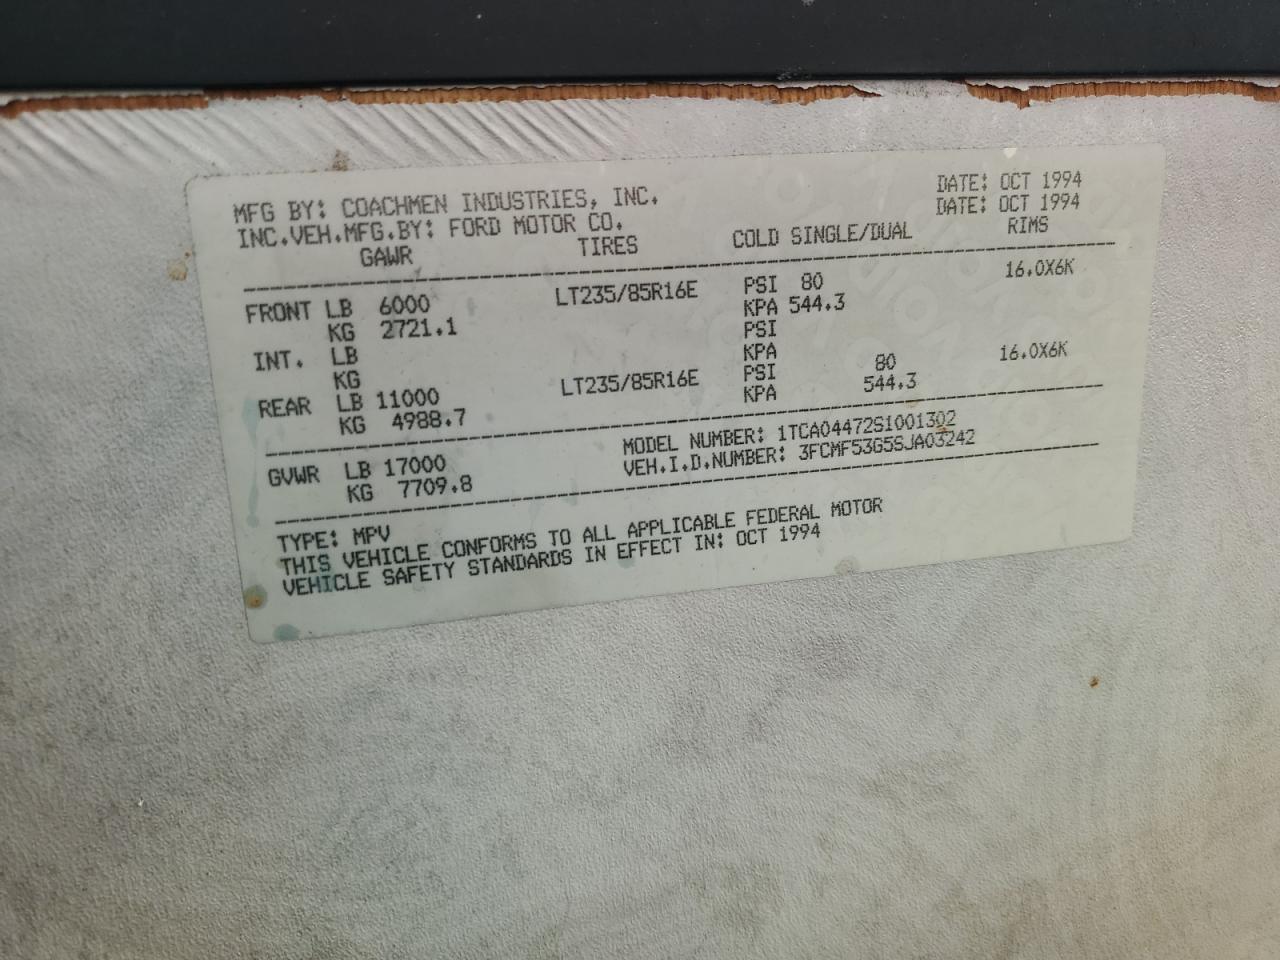 MFG BY: COACHMEN INDUSTRIES, INC. DATE: OCT 1994
INC.VEH.MFG.BY: FORD MOTOR CO. DATE: OCT 1994
GAWR TIRES COLD SINGLE/DUAL RIMS
FRONT LB 6000 LT235/85R16E PSI 80 16.0X6K
KG 2721.1 KPA 544.3
INT. LB PSI
KG KPA
REAR LB 11000 LT235/85R16E PSI 80 16.0X6K
KG 4988.7 KPA 544.3
GVWR LB 17000 MODEL NUMBER: 1TCA04472S1001302
KG 7709.8 VEH.I.D.NUMBER: 3FCMF53G5SJA03242
TYPE: MPV
THIS VEHICLE CONFORMS TO ALL APPLICABLE FEDERAL MOTOR
VEHICLE SAFETY STANDARDS IN EFFECT IN: OCT 1994